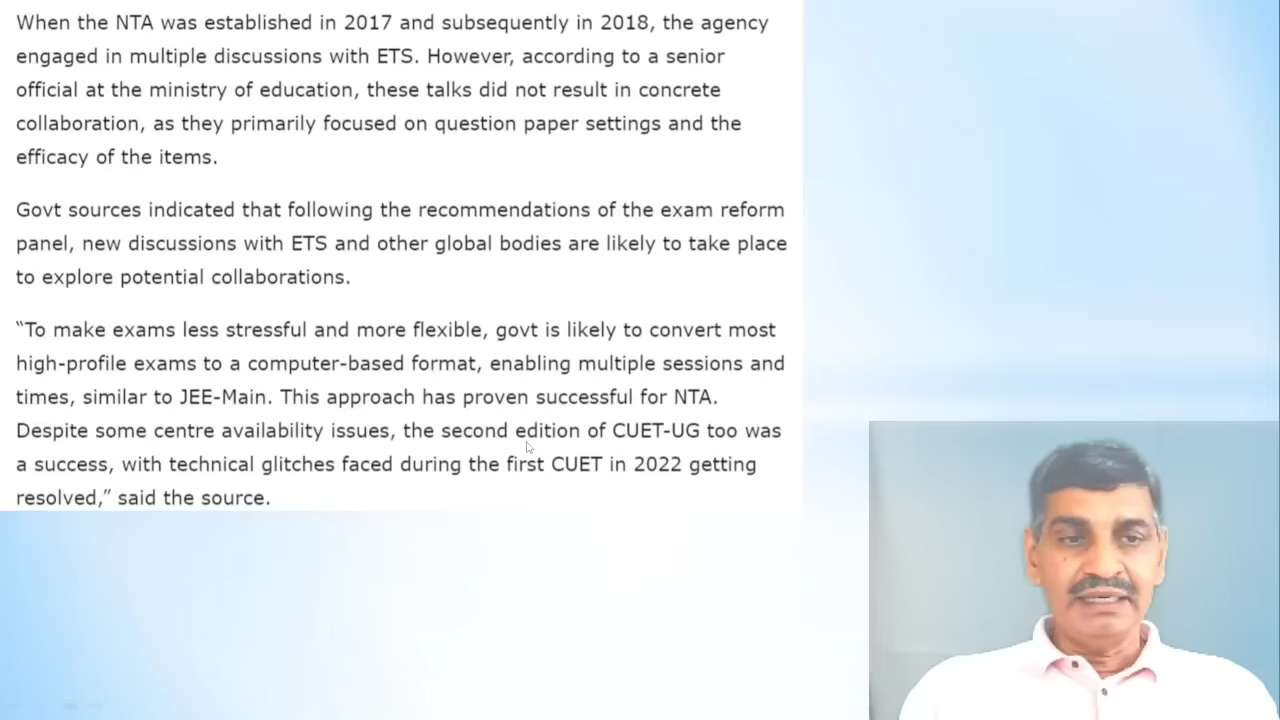 When the NTA was established in 2017 and subsequently in 2018, the agency
engaged in multiple discussions with ETS. However, according to a senior
official at the ministry of education, these talks did not result in concrete
collaboration, as they primarily focused on question paper settings and the
efficacy of the items.
Govt sources indicated that following the recommendations of the exam reform
panel, new discussions with ETS and other global bodies are likely to take place
to explore potential collaborations.
“To make exams less stressful and more flexible, govt is likely to convert most
high-profile exams to a computer-based format, enabling multiple sessions and
times, similar to JEE-Main. This approach has proven successful for NTA.
Despite some centre availability issues, the second edition of CUET-UG too was
a success, with technical glitches faced during the first CUET in 2022 getting
resolved,” said the source.